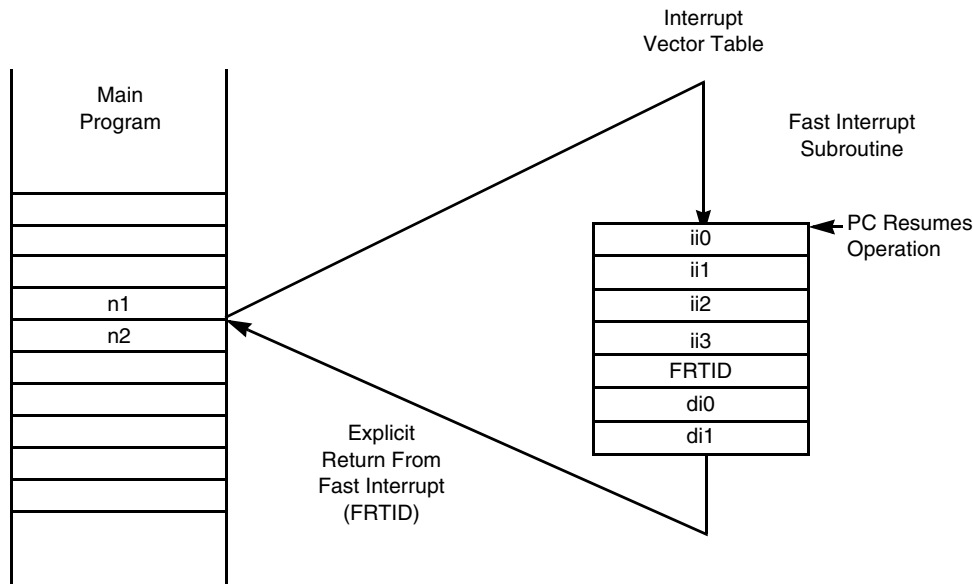 Interrupt
Vector Table
Main
Program
Fast Interrupt
Subroutine
PC Resumes
Operation
ii0
ii1
ii2
ii3
FRTID
di0
di1
n1
n2
Explicit
Return From
Fast Interrupt
(FRTID)